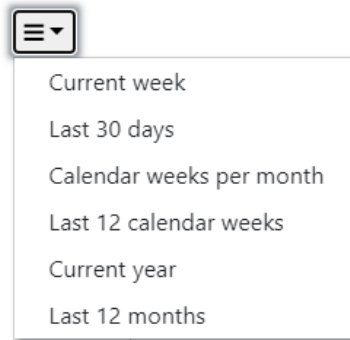 Current week
Last 30 days
Calendar weeks per month
Last 12 calendar weeks
Current year
Last 12 months